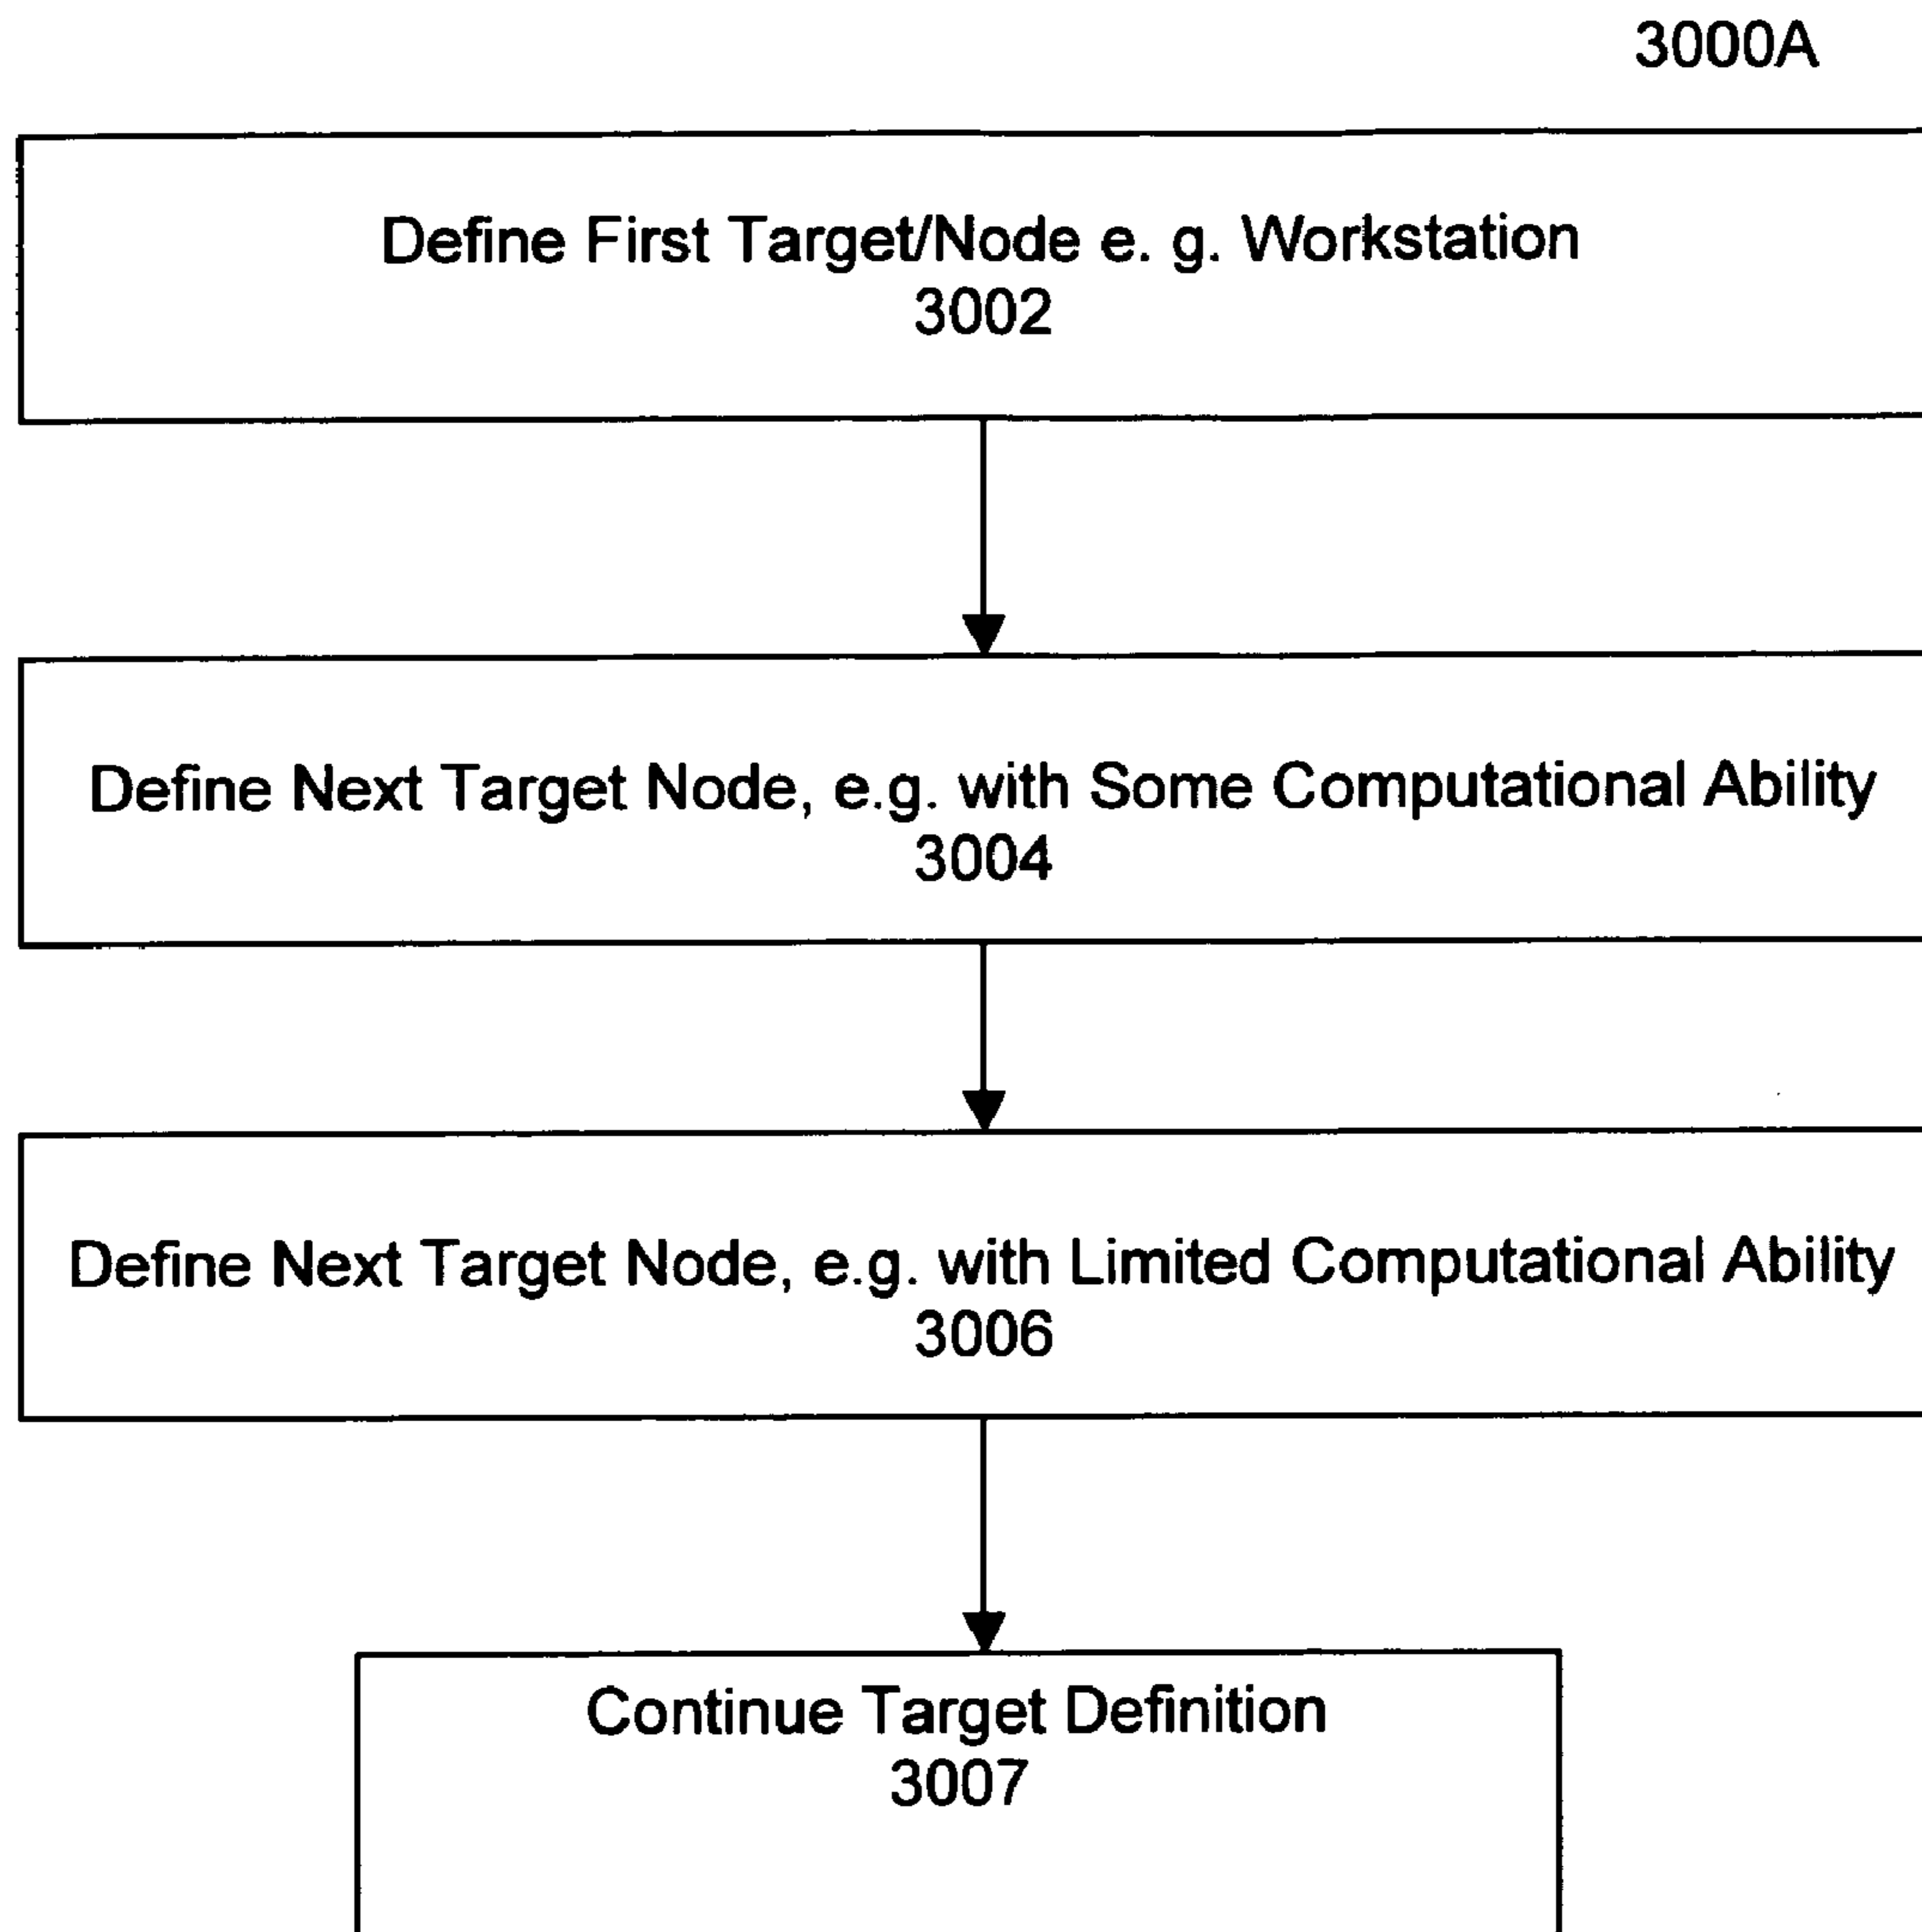 3000A
Define First Target/Node e. g. Workstation
3002
Define Next Target Node, e.g. with Some Computational Ability
3004
Define Next Target Node, e.g. with Limited Computational Ability
3006
Continue Target Definition
3007